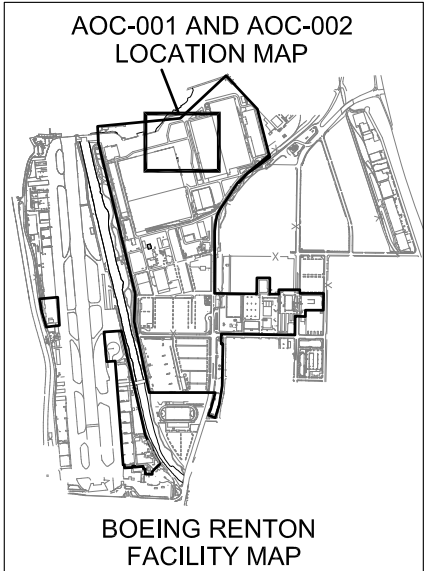 AOC-001 AND AOC-002
LOCATION MAP
BOEING RENTON
FACILITY MAP